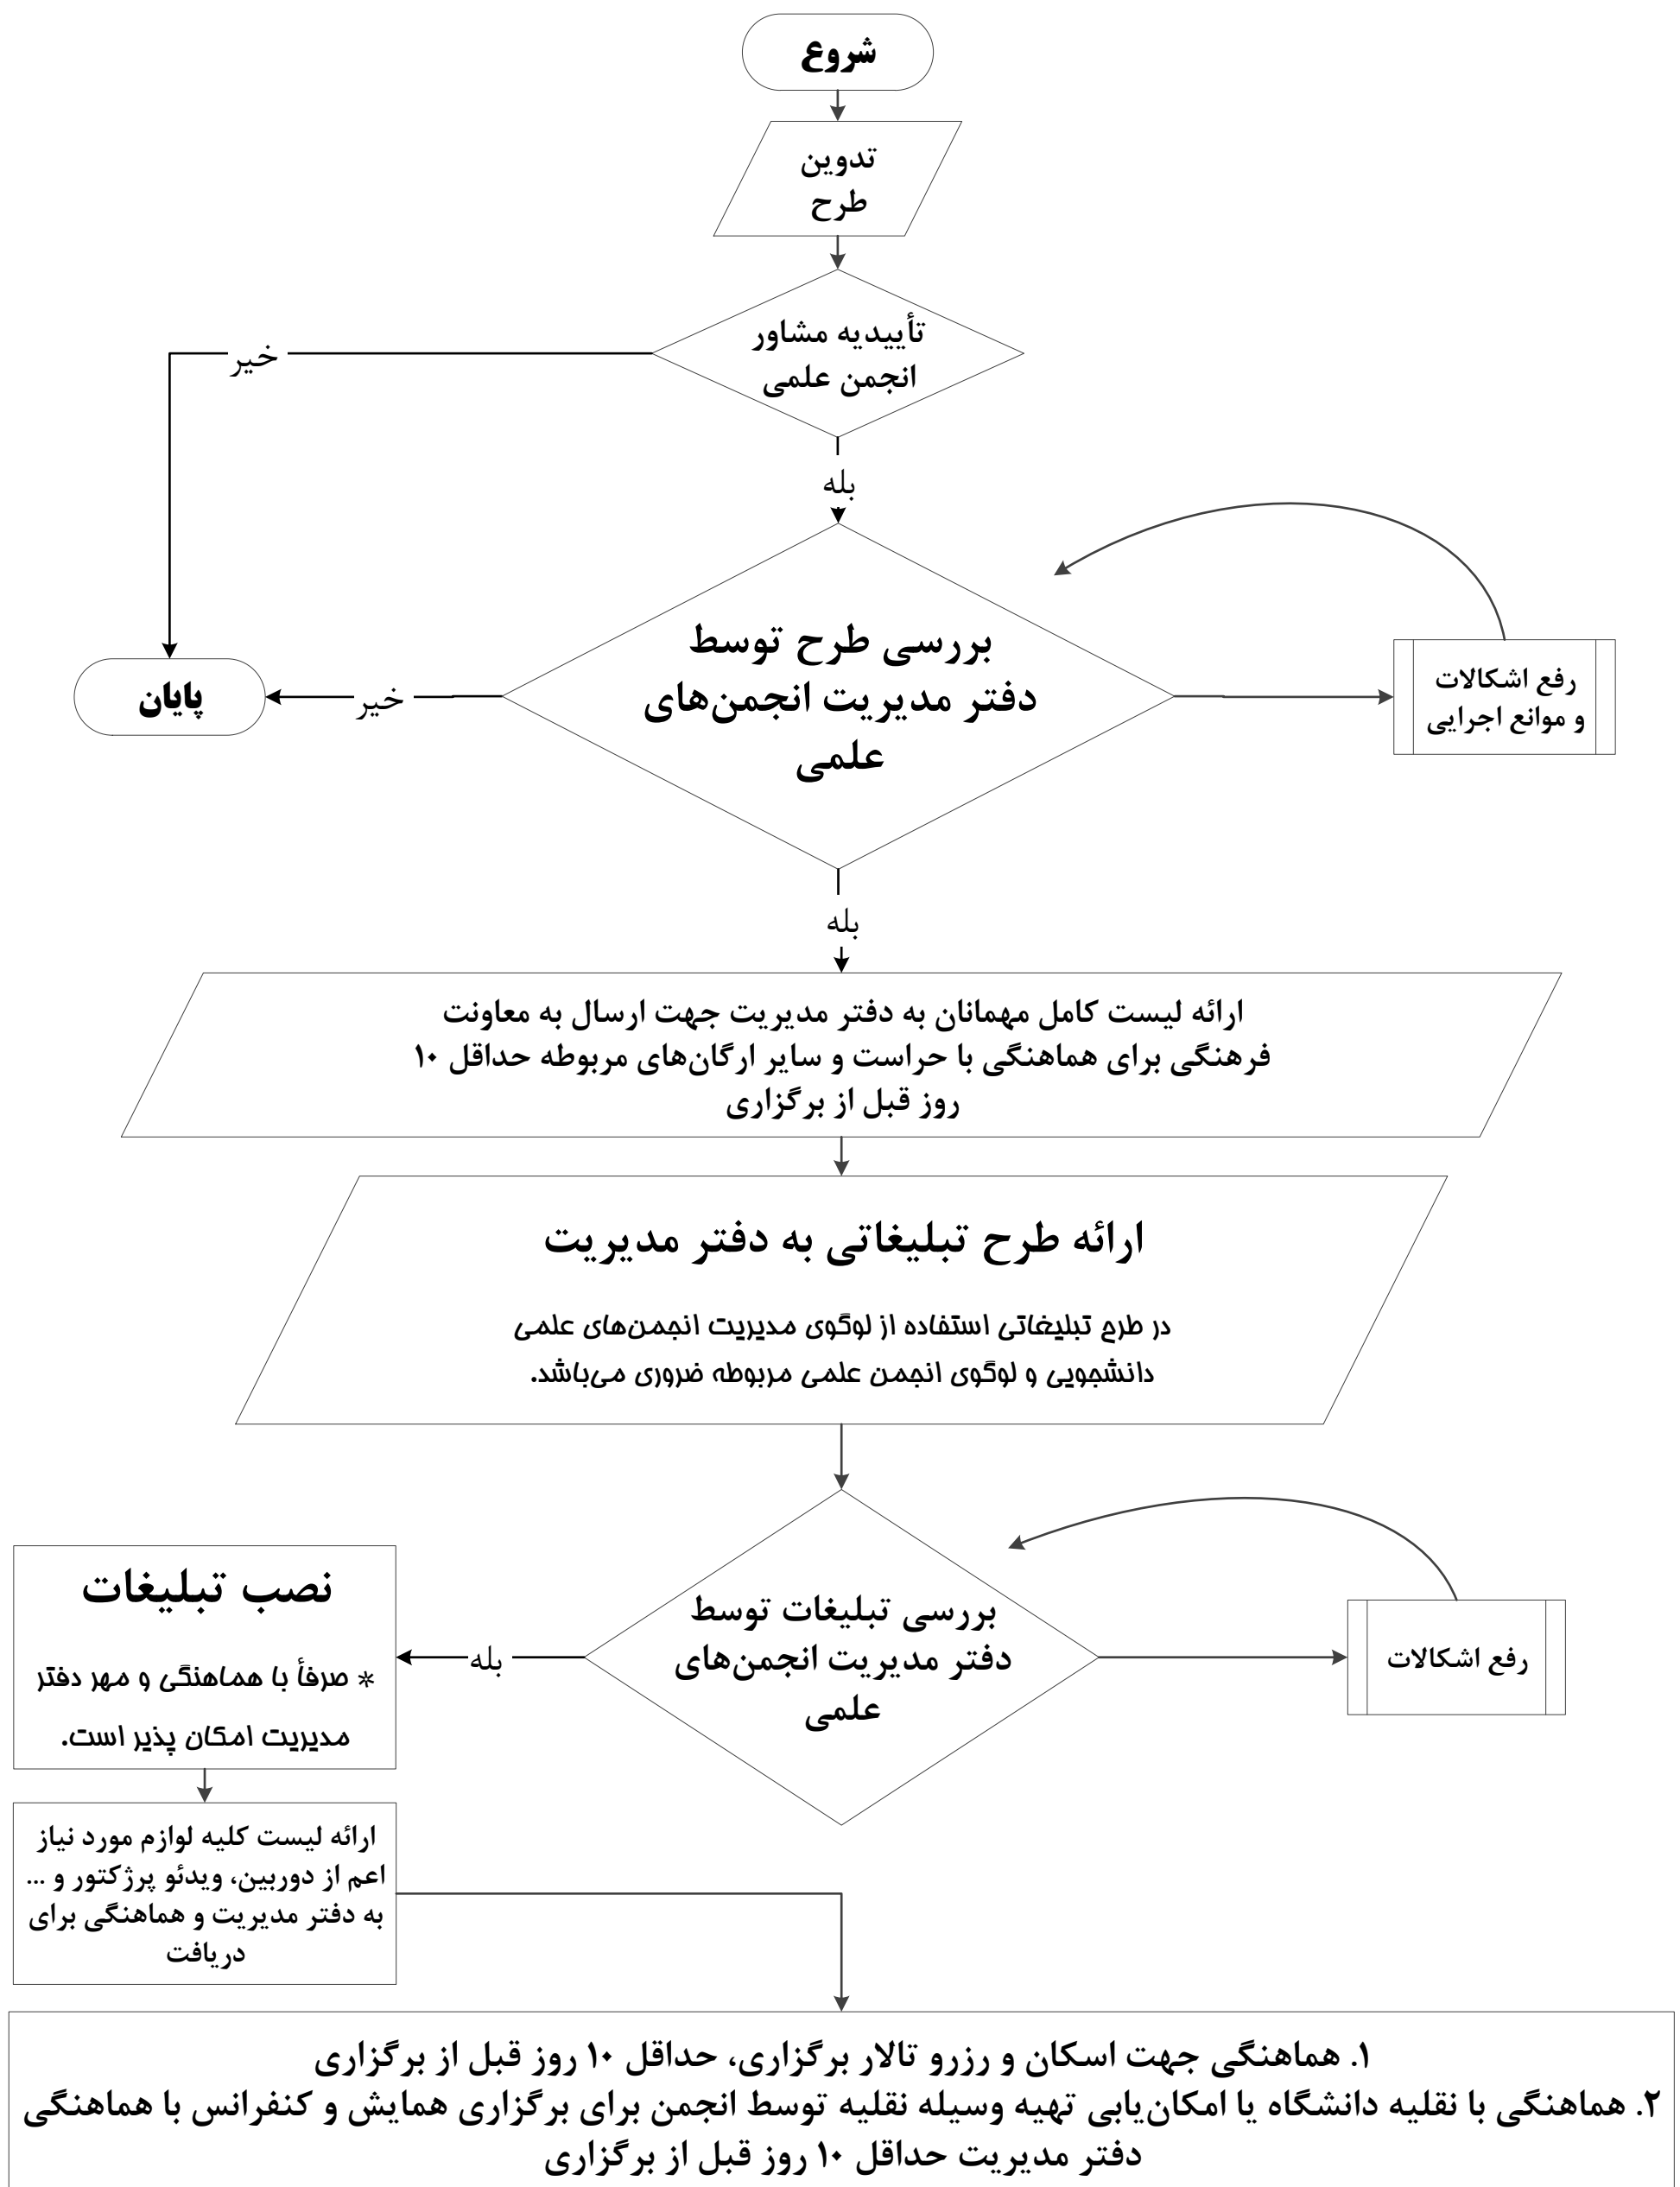 شروع
تدوین
طرح
تأییدیه مشاور
انجمن علمی
خیر
بله
بررسی طرح توسط
دفتر مدیریت انجمن‌های
علمی
رفع اشکالات
و موانع اجرایی
خیر
پایان
بله
ارائه لیست کامل مهمانان به دفتر مدیریت جهت ارسال به معاونت
فرهنگی برای هماهنگی با حراست و سایر ارگان‌های مربوطه حداقل ۱۰
روز قبل از برگزاری
ارائه طرح تبلیغاتی به دفتر مدیریت
در طرح تبلیغاتی استفاده از لوگوی مدیریت انجمن‌های علمی
دانشجویی و لوگوی انجمن علمی مربوطه ضروری می‌باشد.
بررسی تبلیغات توسط
دفتر مدیریت انجمن‌های
علمی
رفع اشکالات
بله
نصب تبلیغات
* صرفأ با هماهنگی و مهر دفتر
مدیریت امکان پذیر است.
ارائه لیست کلیه لوازم مورد نیاز
اعم از دوربین، ویدئو پرژکتور و ...
به دفتر مدیریت و هماهنگی برای
دریافت
۱. هماهنگی جهت اسکان و رزرو تالار برگزاری، حداقل ۱۰ روز قبل از برگزاری
۲. هماهنگی با نقلیه دانشگاه یا امکان‌یابی تهیه وسیله نقلیه توسط انجمن برای برگزاری همایش و کنفرانس با هماهنگی
دفتر مدیریت حداقل ۱۰ روز قبل از برگزاری